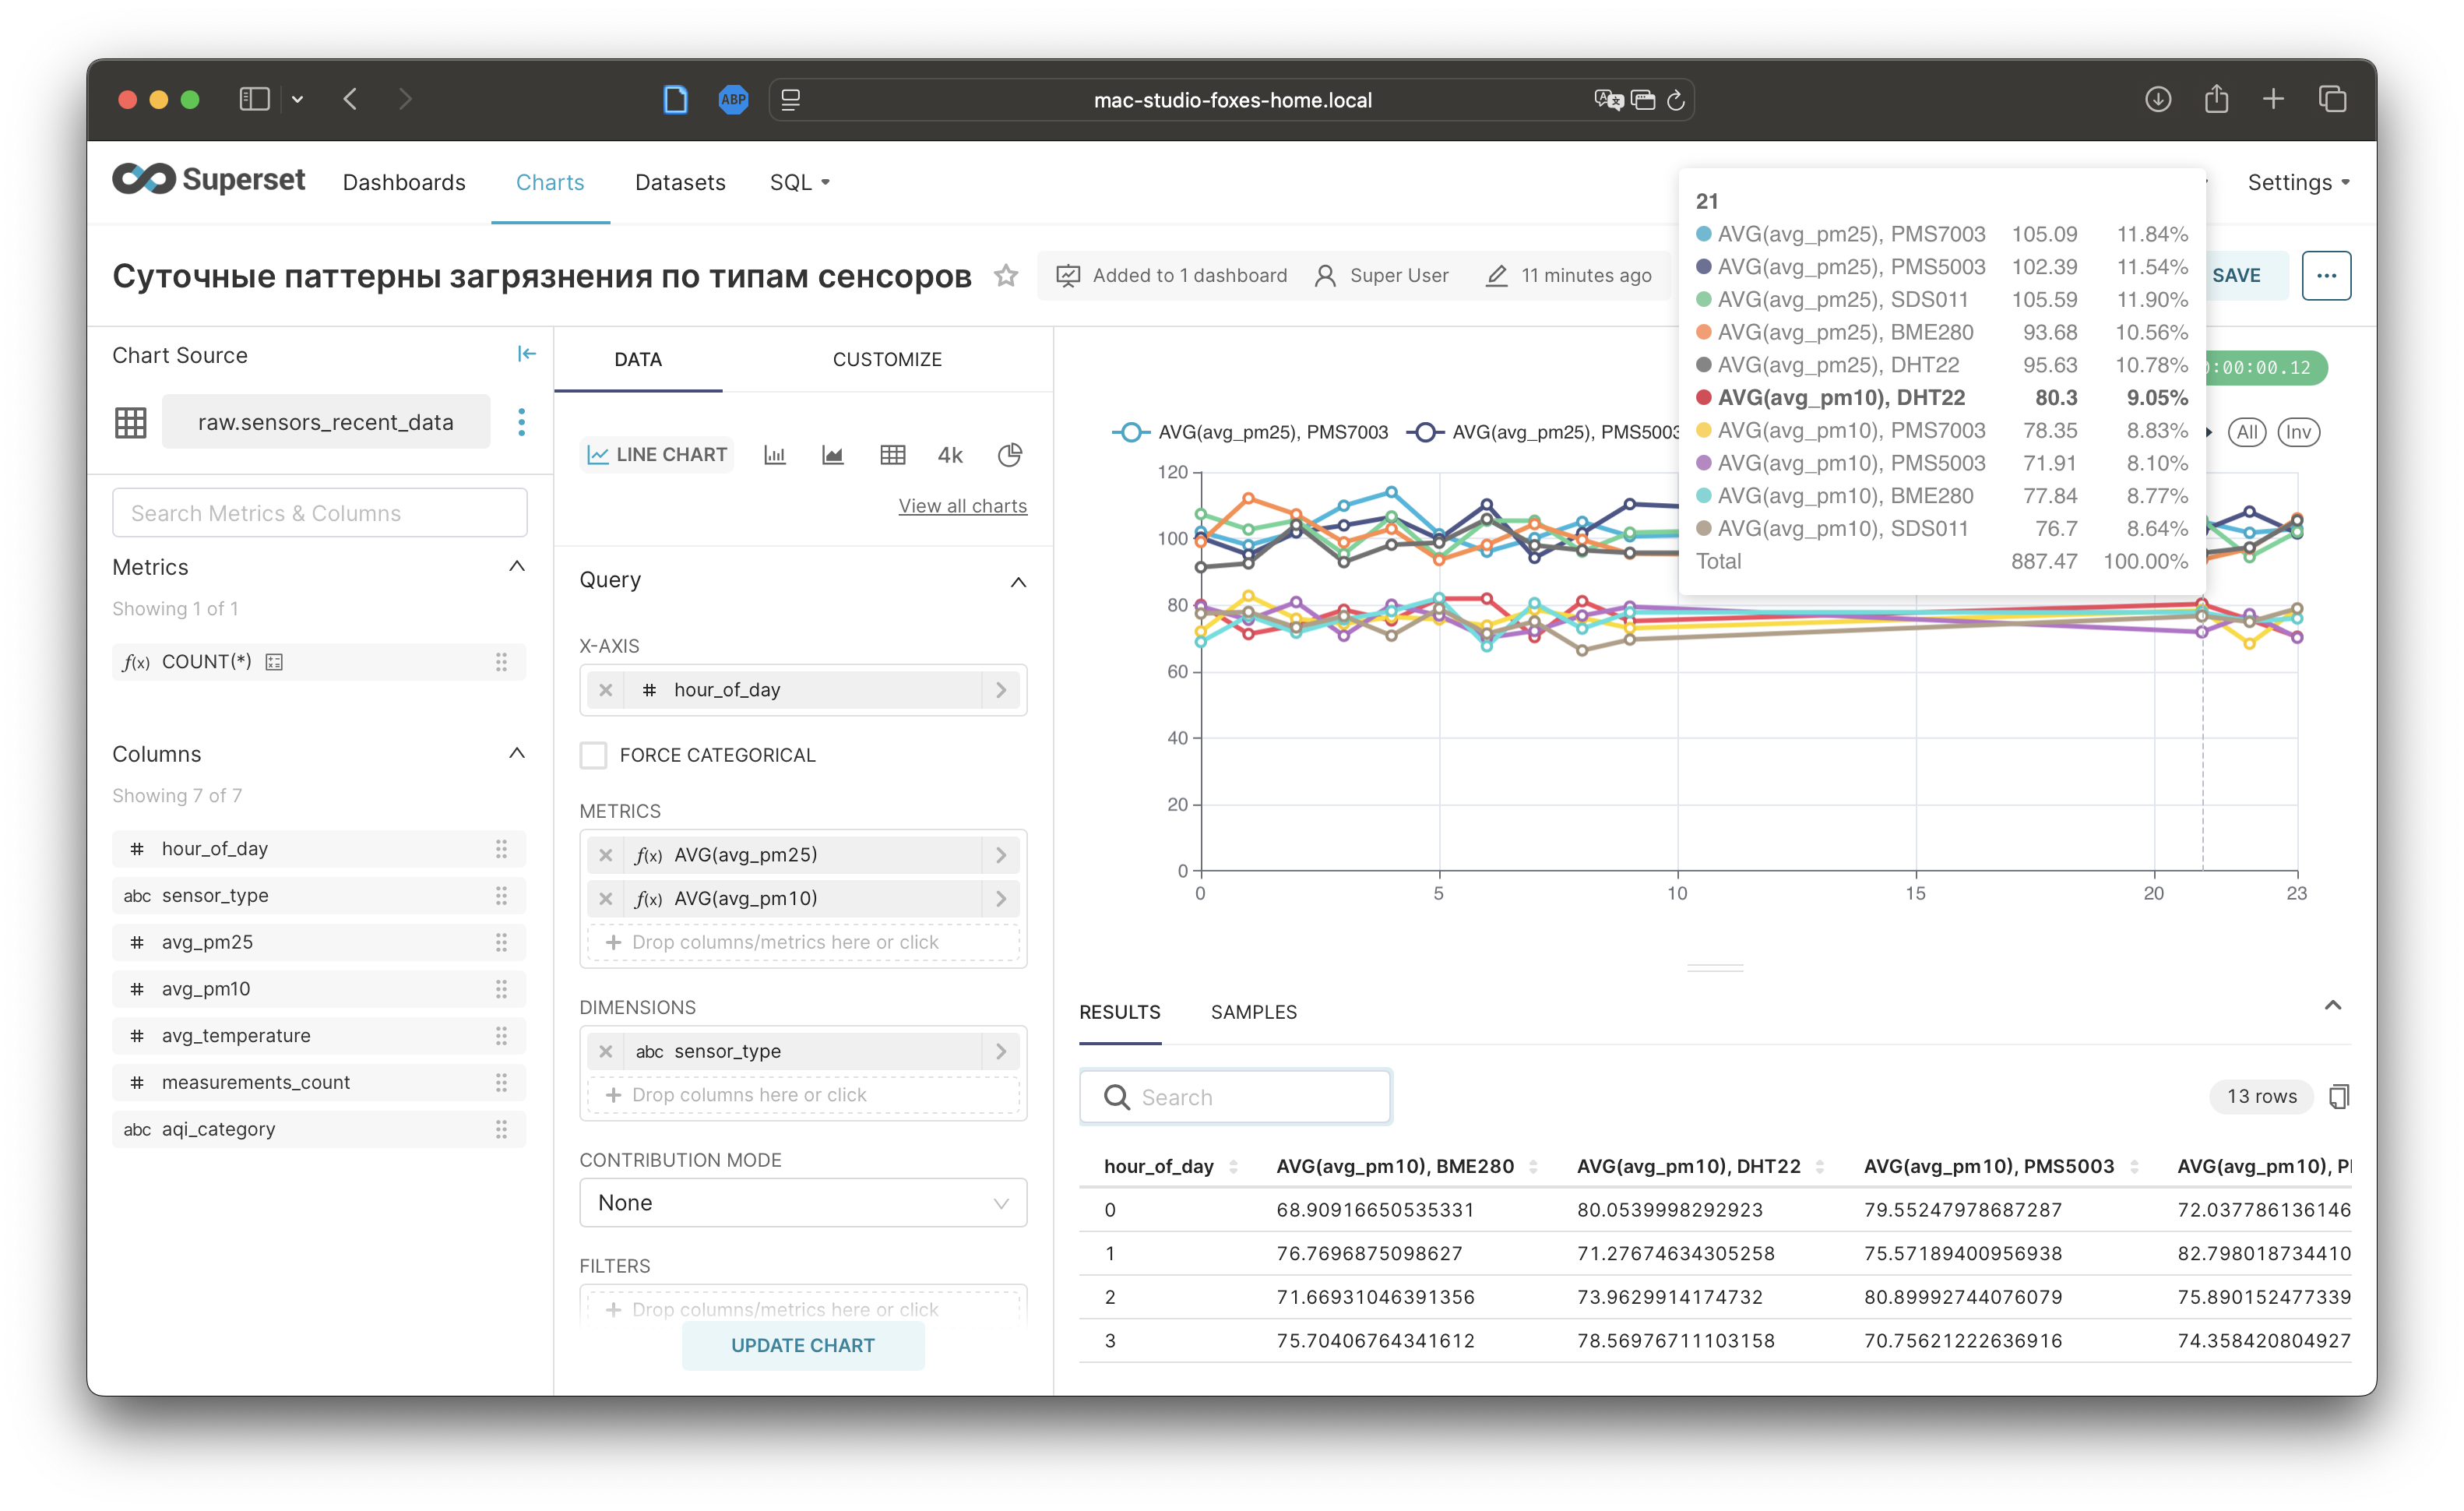 ABP
mac-studio-foxes-home.local
Superset
Dashboards
Charts
Datasets
SQL
Settings
Суточные паттерны загрязнения по типам сенсоров
Added to 1 dashboard
Super User
11 minutes ago
SAVE
21
AVG(avg_pm25), PMS7003 105.09 11.84%
AVG(avg_pm25), PMS5003 102.39 11.54%
AVG(avg_pm25), SDS011 105.59 11.90%
AVG(avg_pm25), BME280 93.68 10.56%
AVG(avg_pm25), DHT22 95.63 10.78%
AVG(avg_pm10), DHT22 80.3 9.05%
AVG(avg_pm10), PMS7003 78.35 8.83%
AVG(avg_pm10), PMS5003 71.91 8.10%
AVG(avg_pm10), BME280 77.84 8.77%
AVG(avg_pm10), SDS011 76.7 8.64%
Total 887.47 100.00%
Chart Source
raw.sensors_recent_data
Search Metrics & Columns
Metrics
Showing 1 of 1
f(x) COUNT(*)
Columns
Showing 7 of 7
# hour_of_day
abc sensor_type
# avg_pm25
# avg_pm10
# avg_temperature
# measurements_count
abc aqi_category
DATA
CUSTOMIZE
LINE CHART
4k
View all charts
Query
X-AXIS
# hour_of_day
FORCE CATEGORICAL
METRICS
f(x) AVG(avg_pm25)
f(x) AVG(avg_pm10)
Drop columns/metrics here or click
DIMENSIONS
abc sensor_type
Drop columns here or click
CONTRIBUTION MODE
None
FILTERS
Drop columns/metrics here or click
UPDATE CHART
:00:00.12
AVG(avg_pm25), PMS7003
AVG(avg_pm25), PMS5003
All
Inv
120
100
80
60
40
20
0
0 5 10 15 20 23
RESULTS
SAMPLES
Search
13 rows
hour_of_day AVG(avg_pm10), BME280 AVG(avg_pm10), DHT22 AVG(avg_pm10), PMS5003 AVG(avg_pm10), P
0 68.90916650535331 80.0539998292923 79.55247978687287 72.037786136146
1 76.7696875098627 71.27674634305258 75.57189400956938 82.798018734410
2 71.66931046391356 73.9629914174732 80.89992744076079 75.890152477339
3 75.70406764341612 78.56976711103158 70.75621222636916 74.358420804927